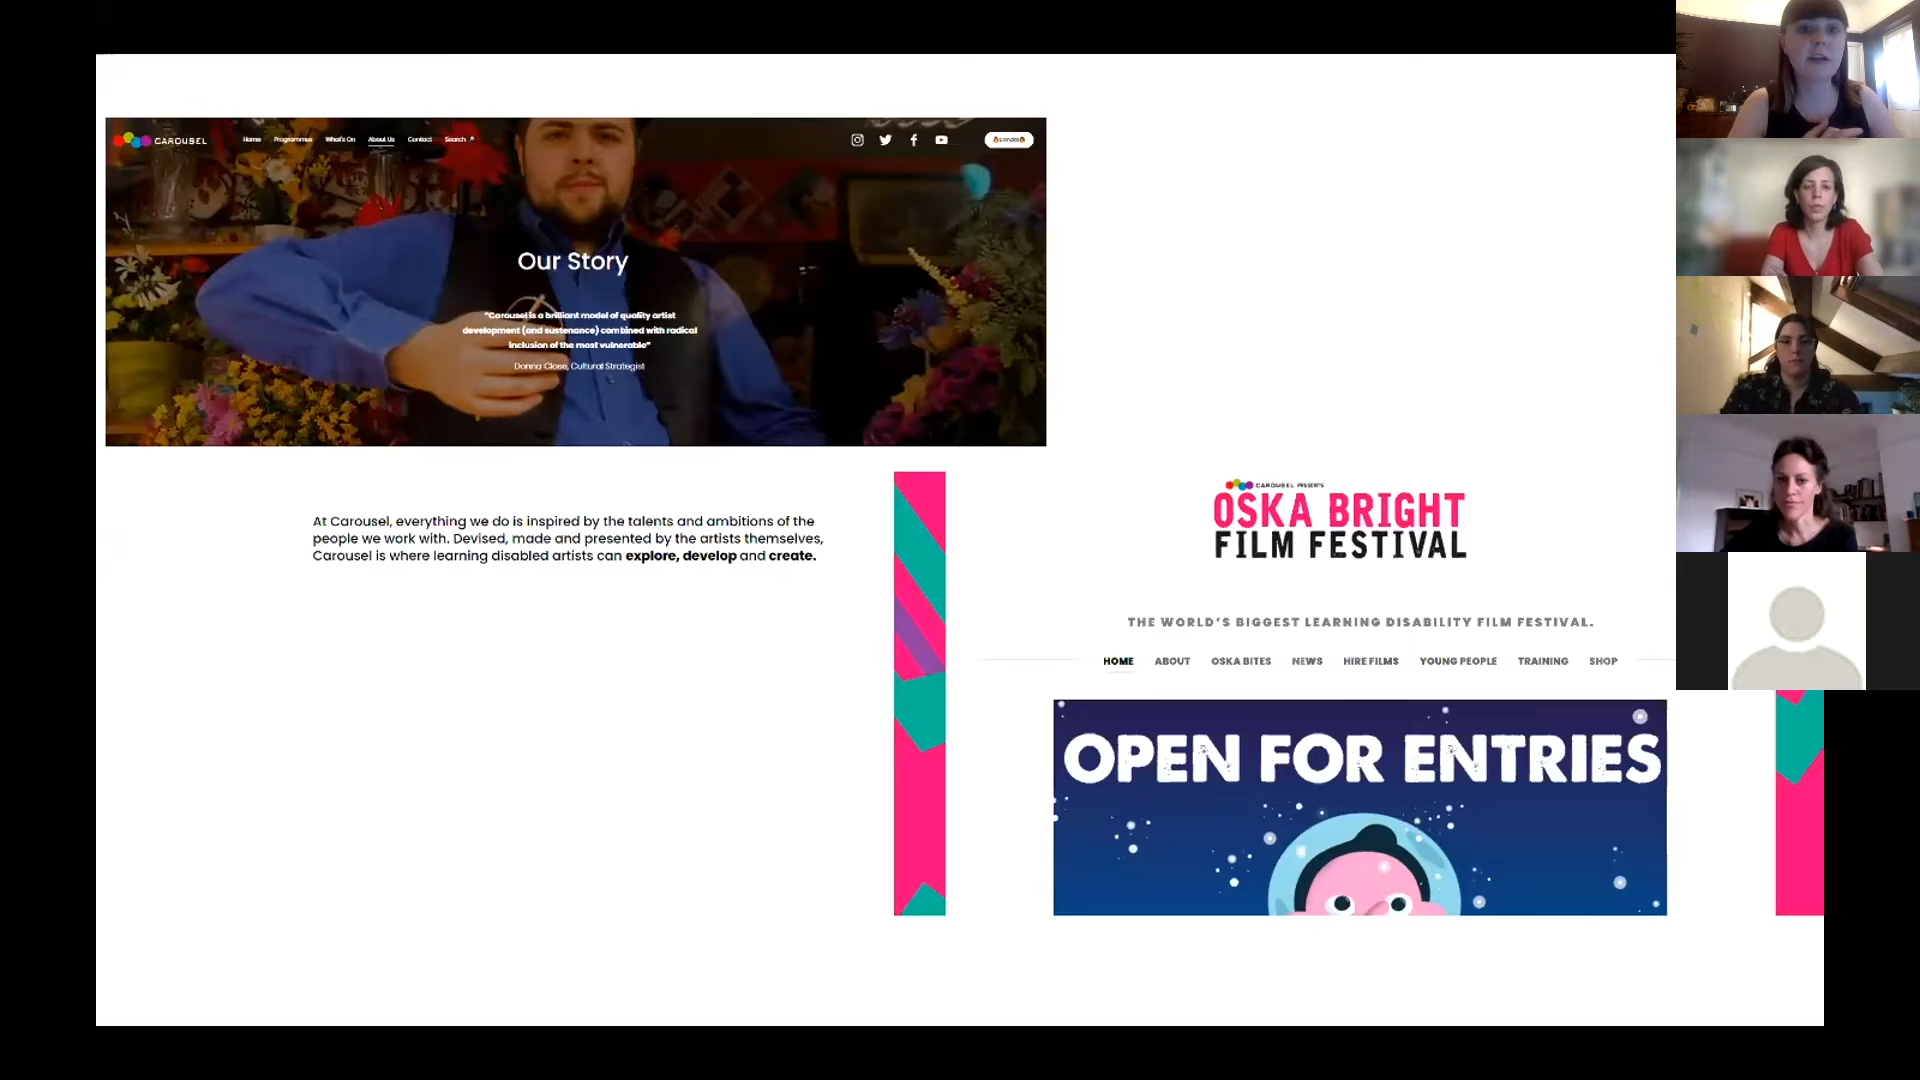 CAROUSEL
Home Programmes What's On About Us Contact Search
Donate
Our Story
"Carousel is a brilliant model of quality artist
development (and sustenance) combined with radical
inclusion of the most vulnerable"
Donna Close, Cultural Strategist
At Carousel, everything we do is inspired by the talents and ambitions of the
people we work with. Devised, made and presented by the artists themselves,
Carousel is where learning disabled artists can explore, develop and create.
CAROUSEL PRESENTS
OSKA BRIGHT
FILM FESTIVAL
THE WORLD'S BIGGEST LEARNING DISABILITY FILM FESTIVAL.
HOME ABOUT OSKA BITES NEWS HIRE FILMS YOUNG PEOPLE TRAINING SHOP
OPEN FOR ENTRIES